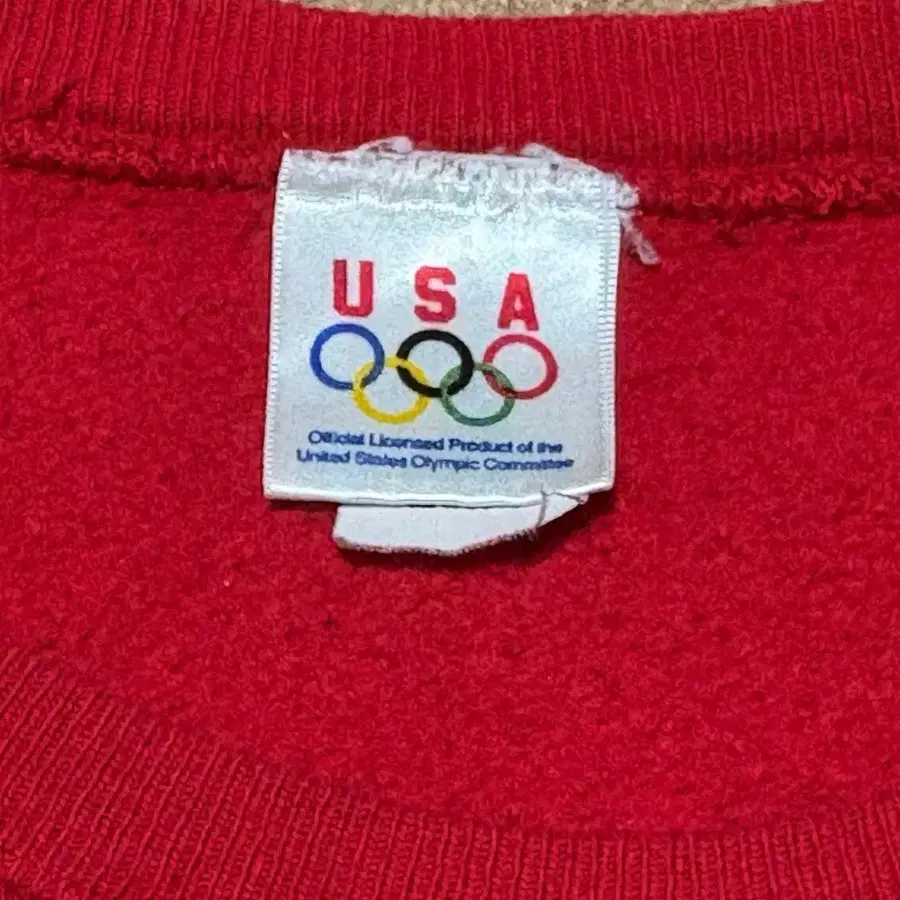 USA
Official Licensed Product of the
United States Olympic Committee